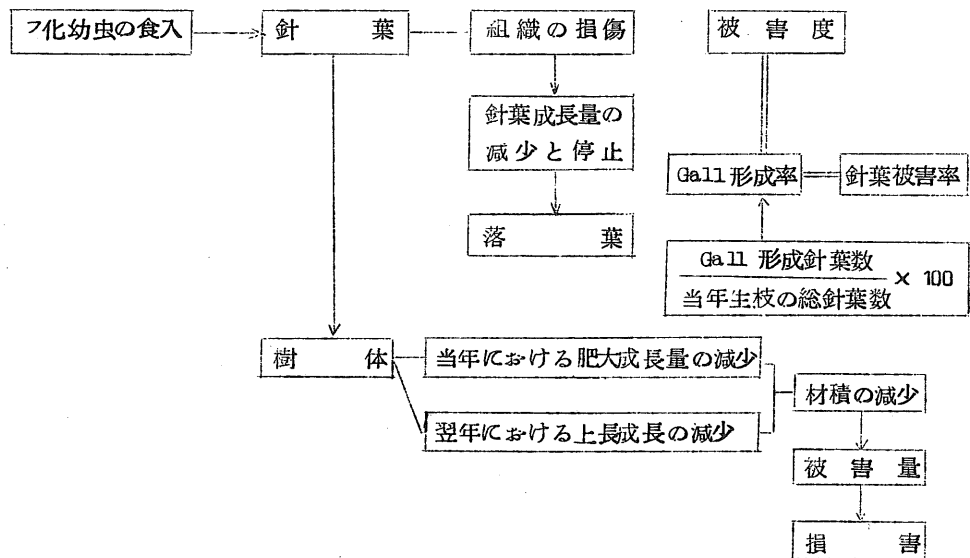 フ化幼虫の食入
針葉
組織の損傷
被害度
針葉成長量の
減少と停止
Gall形成率
針葉被害率
落葉
Gall 形成針葉数
当年生枝の総針葉数
× 100
樹体
当年における肥大成長量の減少
翌年における上長成長の減少
材積の減少
被害量
損害